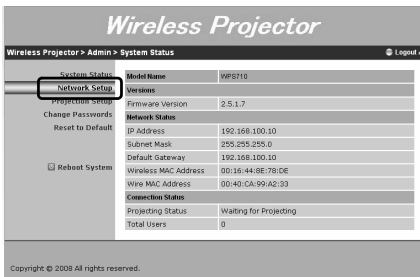 Wireless Projector
Wireless Projector > Admin > System Status
Logout
System Status
Network Setup
Projection Setup
Change Passwords
Reset to Default
Reboot System
Model Name WPS710
Versions
Firmware Version 2.5.1.7
Network Status
IP Address 192.168.100.10
Subnet Mask 255.255.255.0
Default Gateway 192.168.100.10
Wireless MAC Address 00:16:44:8E:78:DE
Wire MAC Address 00:40:CA:99:A2:33
Connection Status
Projecting Status Waiting for Projecting
Total Users 0
Copyright © 2008 All rights reserved.